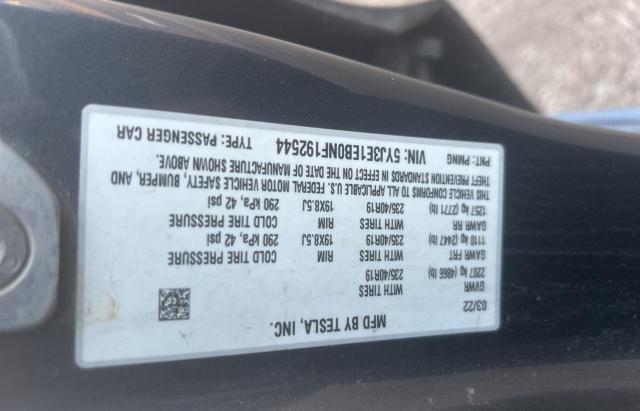 MFD BY TESLA, INC.
03/22
GVWR WITH TIRES
2207 kg (4866 lb) 235/40R19
GAWR FRT WITH TIRES RIM COLD TIRE PRESSURE
1110 kg (2447 lb) 235/40R19 19X8.5J 290 kPa, 42 psi
GAWR RR WITH TIRES RIM COLD TIRE PRESSURE
1257 kg (2771 lb) 235/40R19 19X8.5J 290 kPa, 42 psi
THIS VEHICLE CONFORMS TO ALL APPLICABLE U.S. FEDERAL MOTOR VEHICLE SAFETY, BUMPER, AND
THEFT PREVENTION STANDARDS IN EFFECT ON THE DATE OF MANUFACTURE SHOWN ABOVE.
PNT: PMNG VIN: 5YJ3E1EB0NF192544 TYPE: PASSENGER CAR